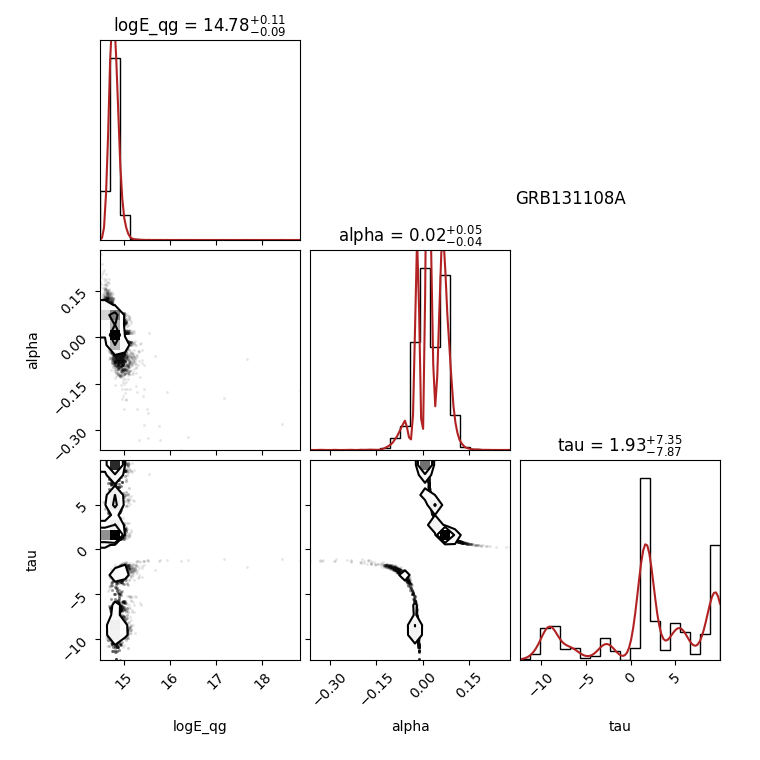 logE_qg = 14.78^{+0.11}_{−0.09}
GRB131108A
alpha = 0.02^{+0.05}_{−0.04}
alpha
0.15
0.00
−0.15
−0.30
tau = 1.93^{+7.35}_{−7.87}
tau
5
0
−5
−10
15 16 17 18
−0.30 −0.15 0.00 0.15
−10 −5 0 5
logE_qg alpha tau